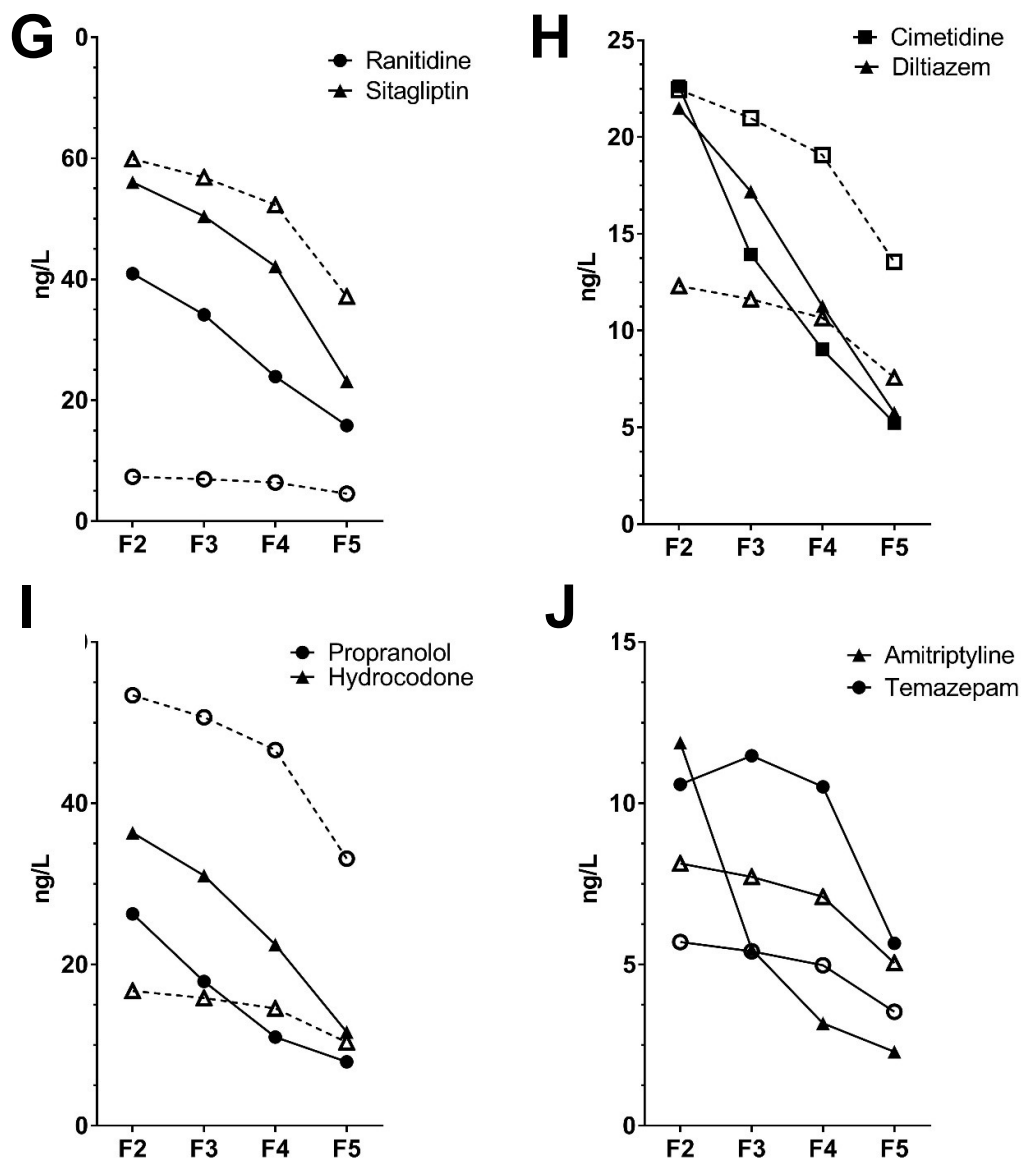 G
Ranitidine
Sitagliptin
0
60
40
20
0
ng/L
F2 F3 F4 F5
H
Cimetidine
Diltiazem
25
20
15
10
5
0
ng/L
F2 F3 F4 F5
I
Propranolol
Hydrocodone
40
20
0
ng/L
F2 F3 F4 F5
J
Amitriptyline
Temazepam
15
10
5
0
ng/L
F2 F3 F4 F5